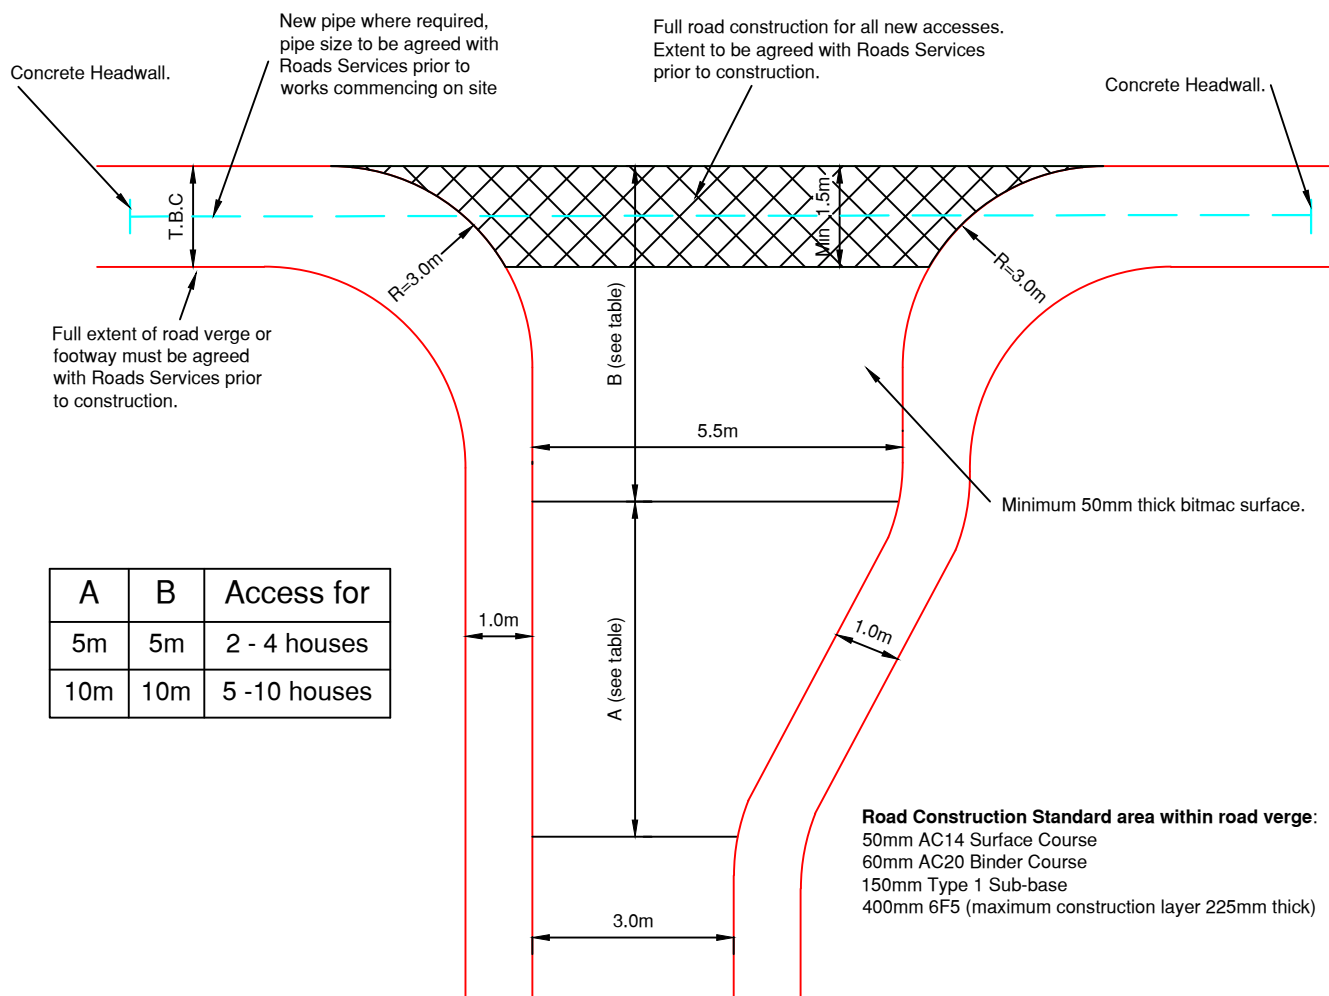 New pipe where required,
pipe size to be agreed with
Roads Services prior to
works commencing on site
Full road construction for all new accesses.
Extent to be agreed with Roads Services
prior to construction.
Concrete Headwall.
Concrete Headwall.
T.B.C
Min 1.5m
R=3.0m
R=3.0m
Full extent of road verge or
footway must be agreed
with Roads Services prior
to construction.
B (see table)
5.5m
Minimum 50mm thick bitmac surface.
A B Access for
5m 5m 2 - 4 houses
10m 10m 5 -10 houses
1.0m
1.0m
A (see table)
Road Construction Standard area within road verge:
50mm AC14 Surface Course
60mm AC20 Binder Course
150mm Type 1 Sub-base
400mm 6F5 (maximum construction layer 225mm thick)
3.0m